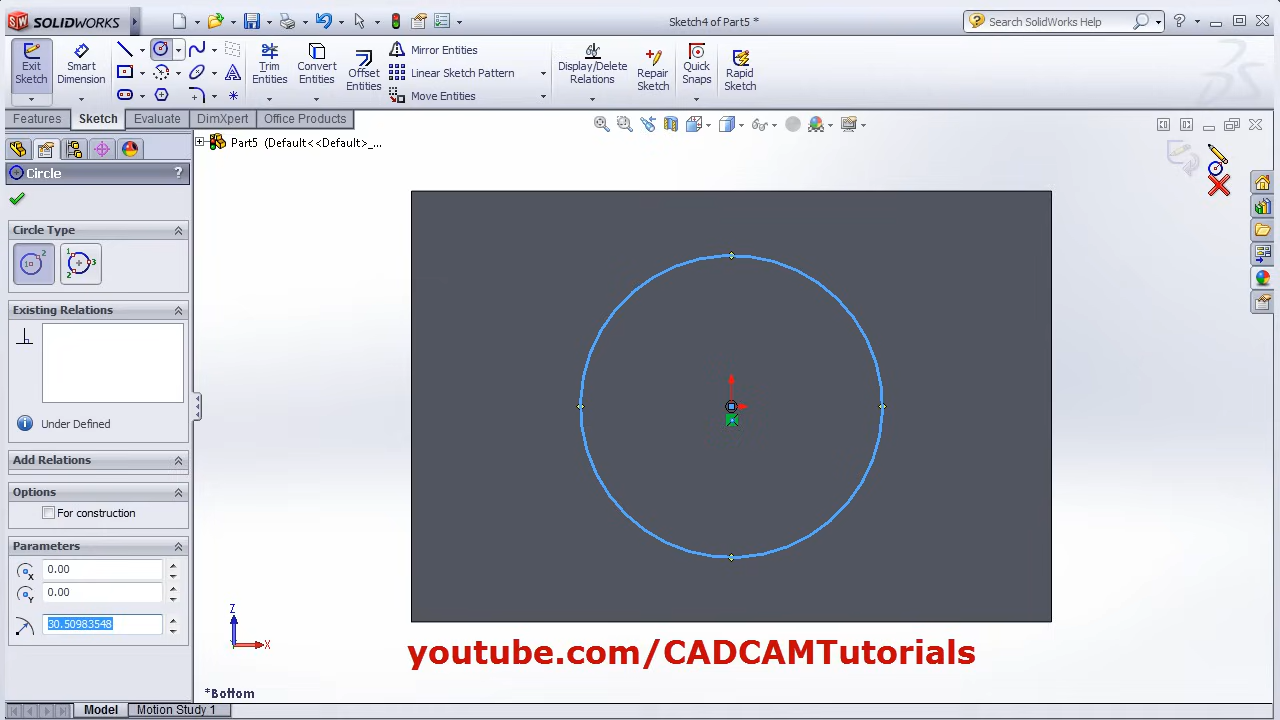 SOLIDWORKS
Sketch4 of Part5 *
Search SolidWorks Help
Exit Sketch
Smart Dimension
Trim Entities
Convert Entities
Offset Entities
Mirror Entities
Linear Sketch Pattern
Move Entities
Display/Delete Relations
Repair Sketch
Quick Snaps
Rapid Sketch
Features
Sketch
Evaluate
DimXpert
Office Products
Part5 (Default<<Default>_...
Circle
?
Circle Type
Existing Relations
Under Defined
Add Relations
Options
For construction
Parameters
0.00
0.00
30.50983548
Z
X
*Bottom
youtube.com/CADCAMTutorials
Model
Motion Study 1